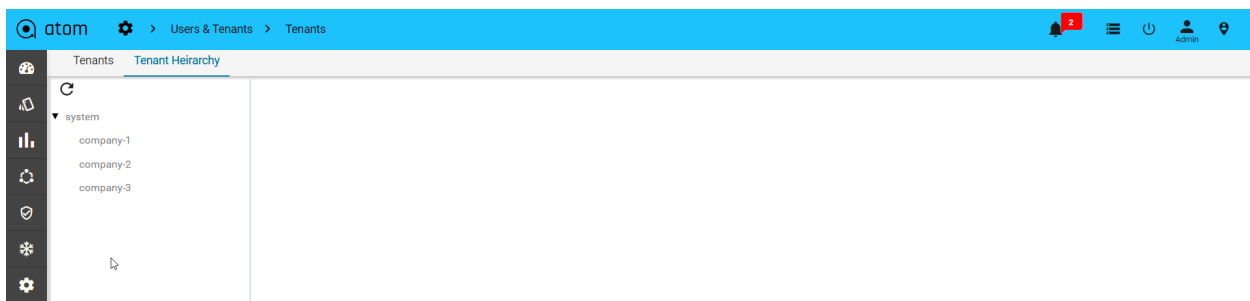 atom > Users & Tenants > Tenants 2 Admin
Tenants Tenant Heirarchy
system
company-1
company-2
company-3